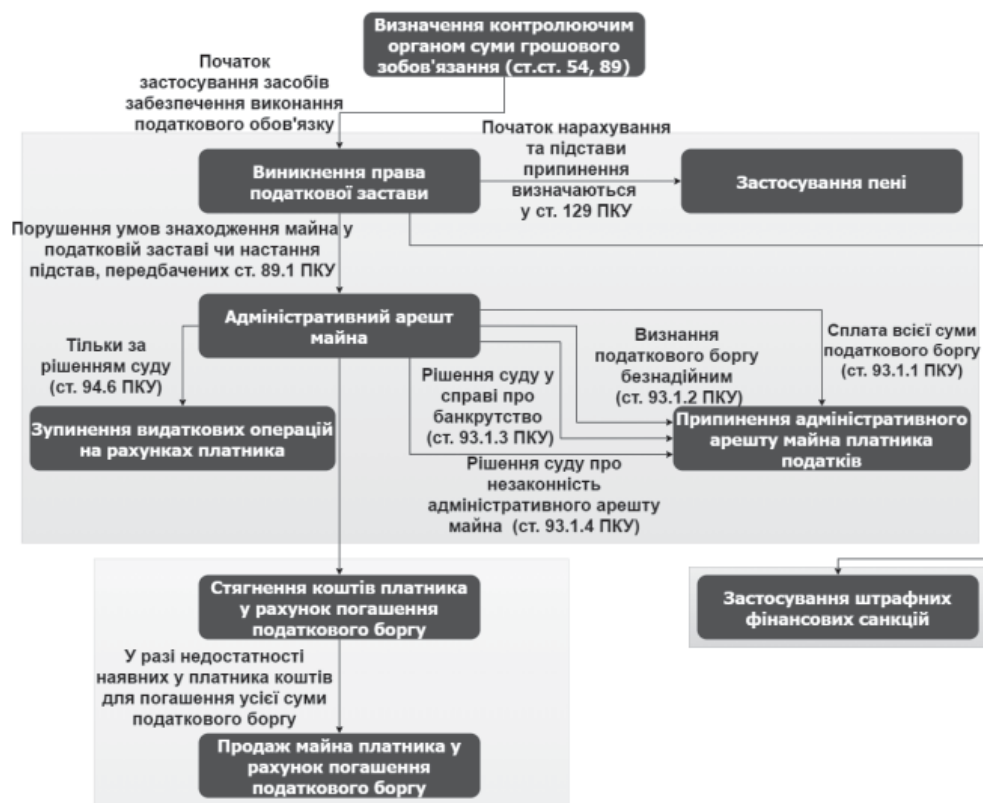 Визначення контролюючим
органом суми грошового
зобов'язання (ст.ст. 54, 89)
Початок
застосування засобів
забезпечення виконання
податкового обов'язку
Виникнення права
податкової застави
Початок нарахування
та підстави
припинення
визначаються
у ст. 129 ПКУ
Застосування пені
Порушення умов знаходження майна у
податковій заставі чи настання
підстав, передбачених ст. 89.1 ПКУ
Адміністративний арешт
майна
Тільки за
рішенням суду
(ст. 94.6 ПКУ)
Зупинення видаткових операцій
на рахунках платника
Рішення суду у
справі про
банкрутство
(ст. 93.1.3 ПКУ)
Визнання
податкового боргу
безнадійним
(ст. 93.1.2 ПКУ)
Сплата всієї суми
податкового боргу
(ст. 93.1.1 ПКУ)
Припинення адміністративного
арешту майна платника
податків
Рішення суду про
незаконність
адміністративного арешту
майна (ст. 93.1.4 ПКУ)
Стягнення коштів платника
у рахунок погашення
податкового боргу
Застосування штрафних
фінансових санкцій
У разі недостатності
наявних у платника коштів
для погашення усієї суми
податкового боргу
Продаж майна платника у
рахунок погашення
податкового боргу